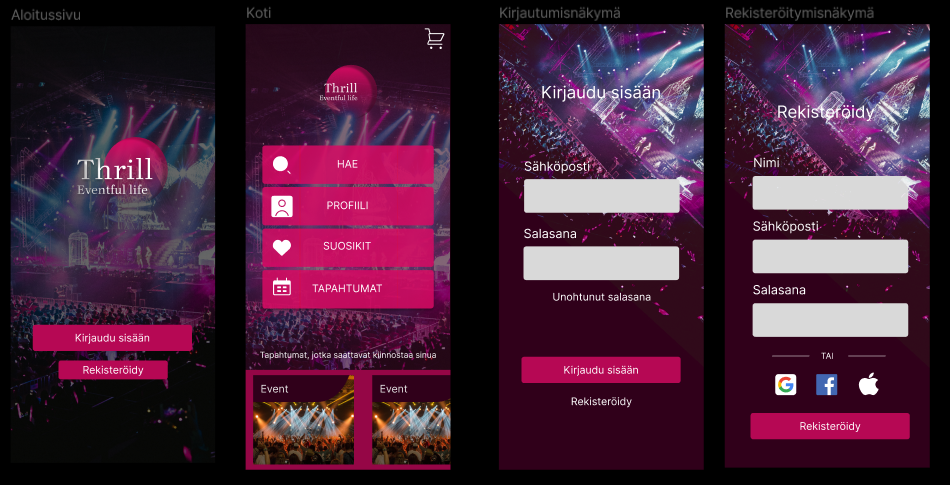 Aloitussivu
Thrill
Eventful life
Kirjaudu sisään
Rekisteröidy
Koti
Thrill
Eventful life
HAE
PROFIILI
SUOSIKIT
TAPAHTUMAT
Tapahtumat, jotka saattavat kiinnostaa sinua
Event
Event
Kirjautumisnäkymä
Kirjaudu sisään
Sähköposti
Salasana
Unohtunut salasana
Kirjaudu sisään
Rekisteröidy
Rekisteröitymisnäkymä
Rekisteröidy
Nimi
Sähköposti
Salasana
TAI
Rekisteröidy